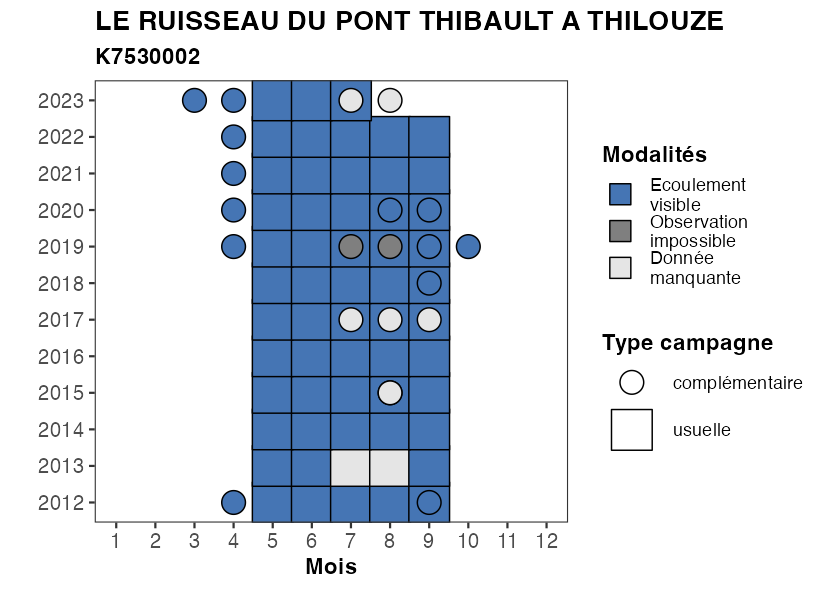 LE RUISSEAU DU PONT THIBAULT A THILOUZE
K7530002
2023
2022
2021
2020
2019
2018
2017
2016
2015
2014
2013
2012
1 2 3 4 5 6 7 8 9 10 11 12
Mois
Modalités
Ecoulement
visible
Observation
impossible
Donnée
manquante
Type campagne
complémentaire
usuelle